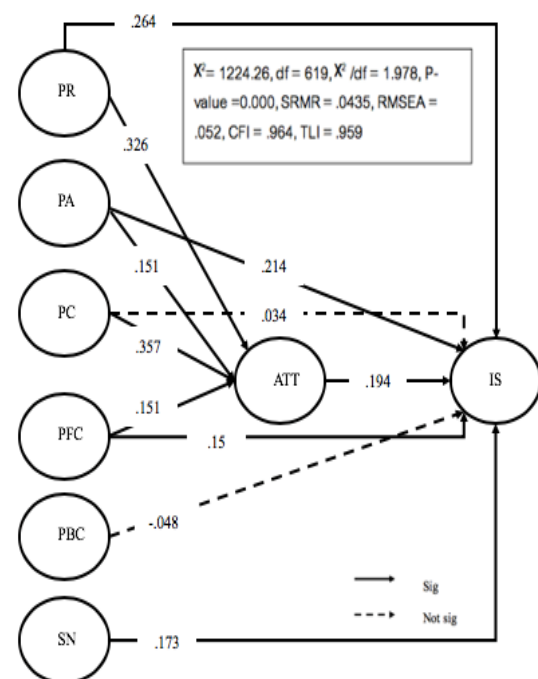 .264
X²= 1224.26, df = 619, X² /df = 1.978, P-
value =0.000, SRMR = .0435, RMSEA =
.052, CFI = .964, TLI = .959
PR
.326
PA
.151
.214
PC
.034
.357
ATT
.194
IS
.151
PFC
.15
PBC
-.048
Sig
Not sig
SN
.173